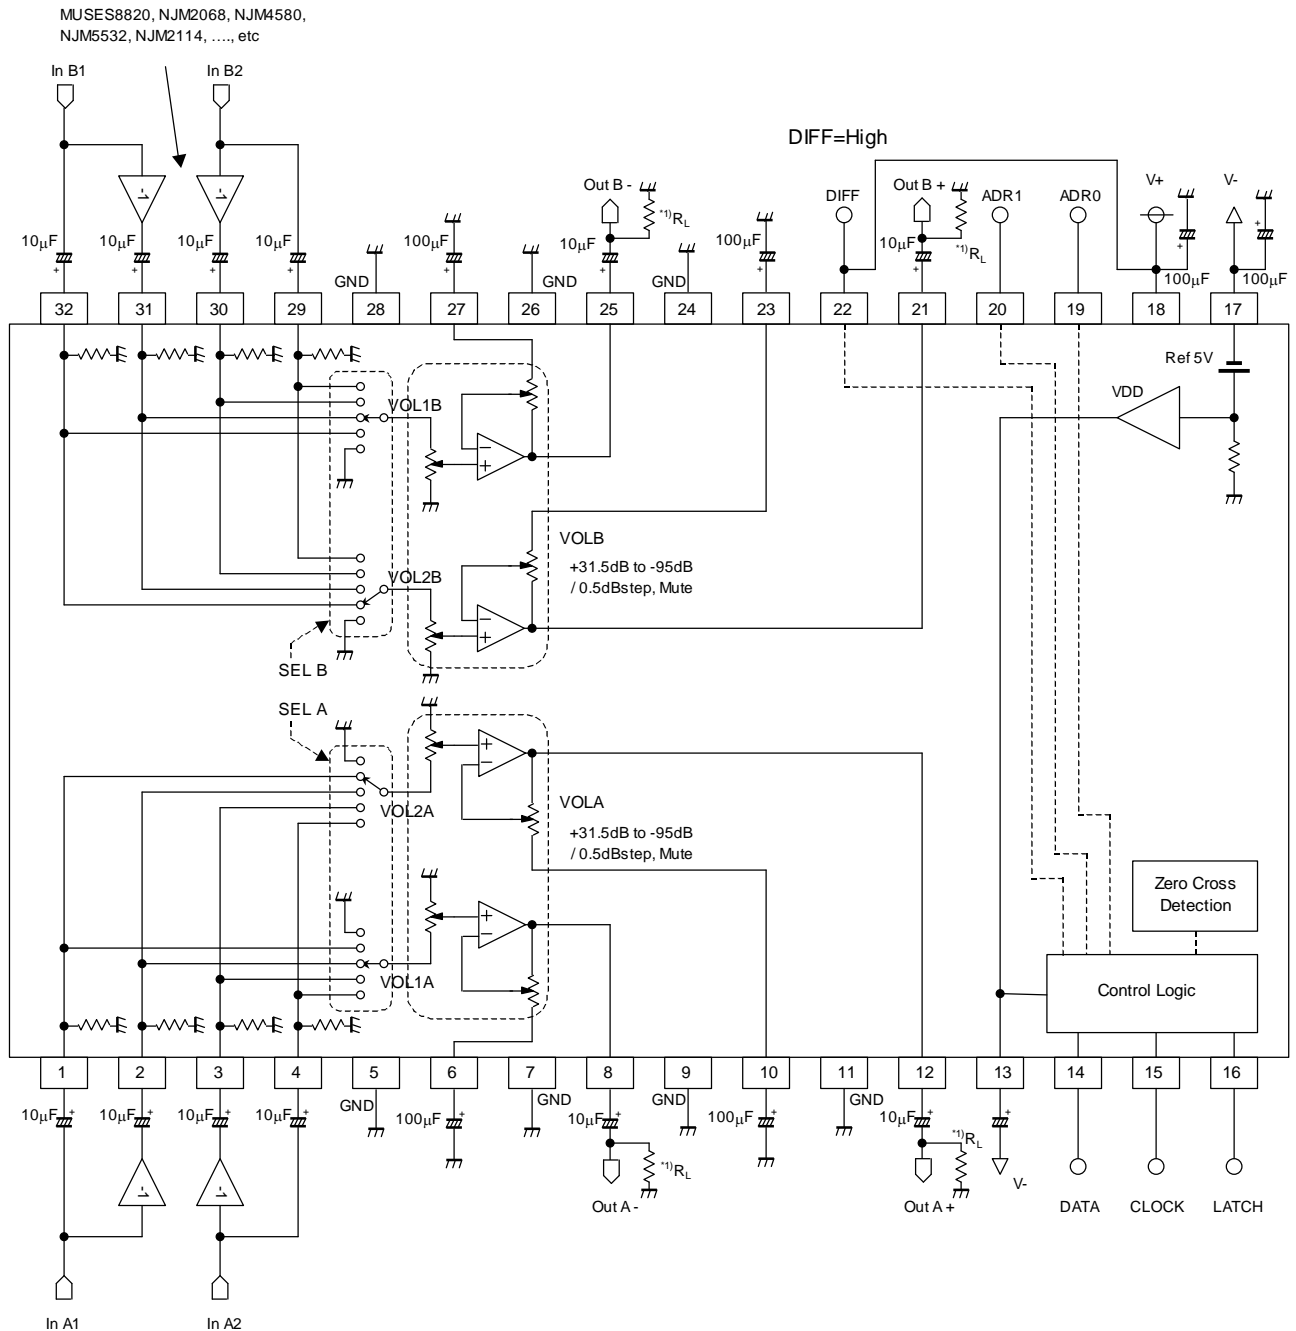 MUSES8820, NJM2068, NJM4580,
NJM5532, NJM2114, …., etc
In B1
In B2
DIFF=High
-1
-1
Out B -
*1)RL
DIFF
Out B +
*1)RL
ADR1
ADR0
V+
V-
10µF
10µF
10µF
10µF
GND
100µF
GND
10µF
GND
100µF
10µF
100µF
100µF
32
31
30
29
28
27
26
25
24
23
22
21
20
19
18
17
Ref 5V
VDD
VOL1B
VOLB
+31.5dB to -95dB
/ 0.5dBstep, Mute
VOL2B
SEL B
SEL A
VOL2A
VOLA
+31.5dB to -95dB
/ 0.5dBstep, Mute
Zero Cross
Detection
VOL1A
Control Logic
1
2
3
4
5
6
7
8
9
10
11
12
13
14
15
16
10µF
10µF
10µF
10µF
GND
100µF
GND
10µF
GND
100µF
GND
10µF
*1)RL
*1)RL
-1
-1
V-
Out A -
Out A +
DATA
CLOCK
LATCH
In A1
In A2